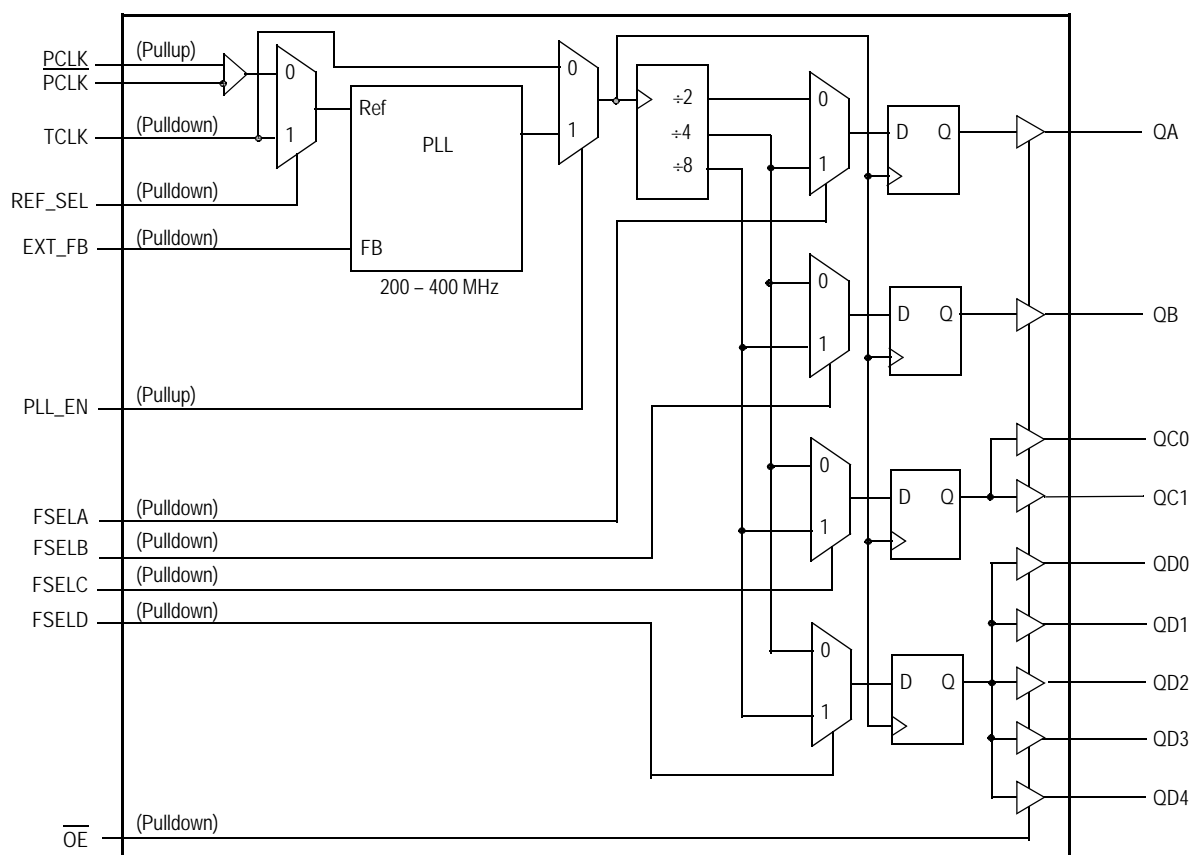 PCLK (Pullup)
PCLK
TCLK (Pulldown)
REF_SEL (Pulldown)
EXT_FB (Pulldown)
PLL_EN (Pullup)
FSELA (Pulldown)
FSELB (Pulldown)
FSELC (Pulldown)
FSELD (Pulldown)
OE (Pulldown)
0
1
Ref
PLL
FB
200 – 400 MHz
0
1
÷2
÷4
÷8
0
1
D Q
QA
0
1
D Q
QB
0
1
D Q
QC0
QC1
0
1
D Q
QD0
QD1
QD2
QD3
QD4